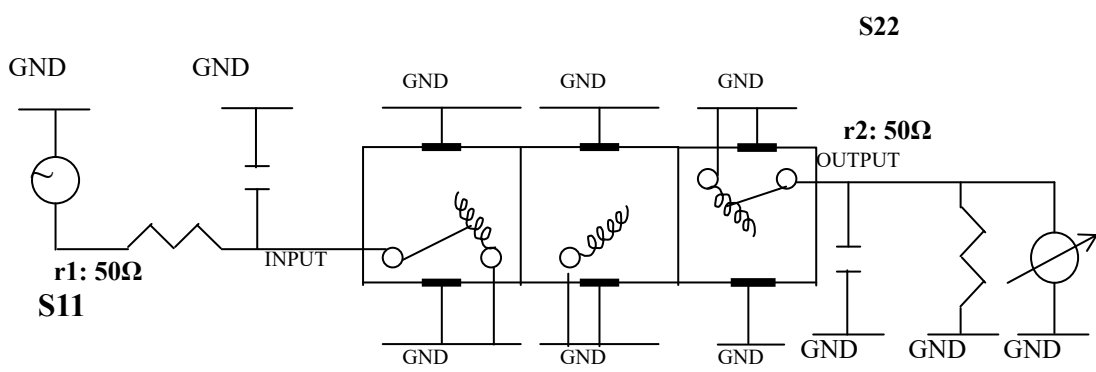 S22
GND
GND
GND
GND
GND
r2: 50Ω
OUTPUT
INPUT
r1: 50Ω
S11
GND
GND
GND
GND
GND
GND